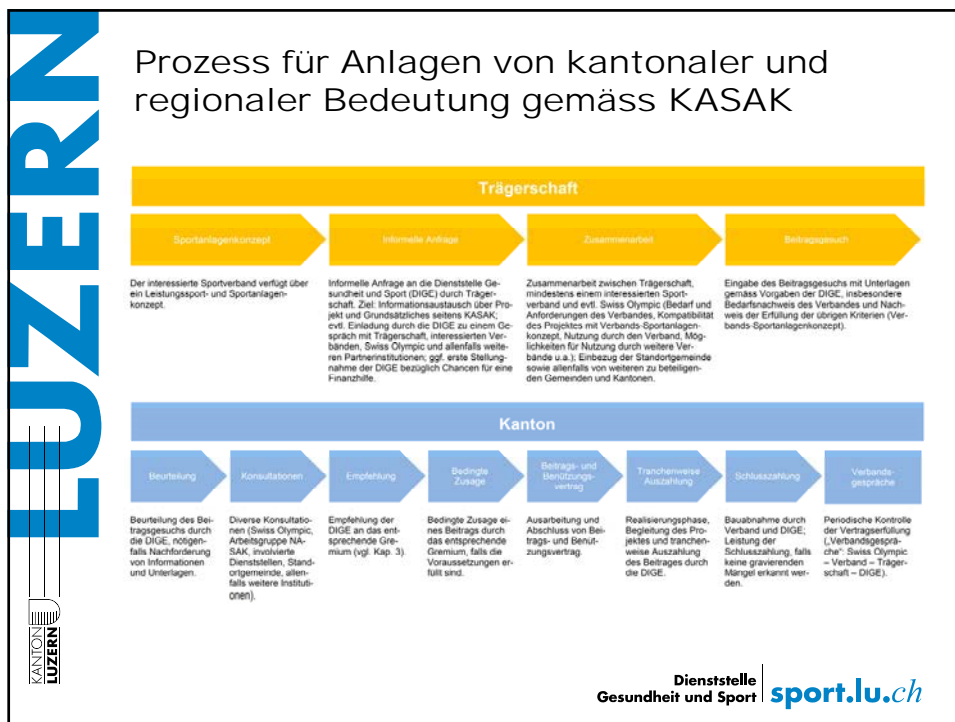 LUZERN
Prozess für Anlagen von kantonaler und
regionaler Bedeutung gemäss KASAK
Trägerschaft
Sportanlagenkonzept
Informelle Anfrage
Zusammenarbeit
Beitragsgesuch
Der interessierte Sportverband verfügt über
ein Leistungssport- und Sportanlagen-
konzept.
Informelle Anfrage an die Dienststelle Ge-
sundheit und Sport (DIGE) durch Träger-
schaft. Ziel: Informationsaustausch über Pro-
jekt und Grundsätzliches seitens KASAK;
evtl. Einladung durch die DIGE zu einem Ge-
spräch mit Trägerschaft, interessierten Ver-
bänden, Swiss Olympic und allenfalls weite-
ren Partnerinstitutionen; ggf. erste Stellung-
nahme der DIGE bezüglich Chancen für eine
Finanzhilfe.
Zusammenarbeit zwischen Trägerschaft,
mindestens einem interessierten Sport-
verband und evtl. Swiss Olympic (Bedarf und
Anforderungen des Verbandes, Kompatibilität
des Projektes mit Verbands-Sportanlagen-
konzept, Nutzung durch den Verband, Mög-
lichkeiten für Nutzung durch weitere Ver-
bände u.a.); Einbezug der Standortgemeinde
sowie allenfalls von weiteren zu beteiligen-
den Gemeinden und Kantonen.
Eingabe des Beitragsgesuchs mit Unterlagen
gemäss Vorgaben der DIGE, insbesondere
Bedarfsnachweis des Verbandes und Nach-
weis der Erfüllung der übrigen Kriterien (Ver-
bands-Sportanlagenkonzept).
Kanton
Beurteilung
Konsultationen
Empfehlung
Bedingte
Zusage
Beitrags- und
Benützungs-
vertrag
Tranchenweise
Auszahlung
Schlusszahlung
Verbands-
gespräche
Beurteilung des Bei-
tragsgesuchs durch
die DIGE, nötigen-
falls Nachforderung
von Informationen
und Unterlagen.
Diverse Konsultatio-
nen (Swiss Olympic,
Arbeitsgruppe NA-
SAK, involvierte
Dienststellen, Stand-
ortgemeinde, allen-
falls weitere Instituti-
onen).
Empfehlung der
DIGE an das ent-
sprechende Gre-
mium (vgl. Kap. 3).
Bedingte Zusage ei-
nes Beitrags durch
das entsprechende
Gremium, falls die
Voraussetzungen er-
füllt sind.
Ausarbeitung und
Abschluss von Bei-
trags- und Benüt-
zungsvertrag.
Realisierungsphase,
Begleitung des Pro-
jektes und tranchen-
weise Auszahlung
des Beitrages durch
die DIGE.
Bauabnahme durch
Verband und DIGE;
Leistung der
Schlusszahlung, falls
keine gravierenden
Mängel erkannt wer-
den.
Periodische Kontrolle
der Vertragserfüllung
(„Verbandsgesprä-
che“: Swiss Olympic
– Verband – Träger-
schaft – DIGE).
KANTON
LUZERN
Dienststelle
Gesundheit und Sport
sport.lu.ch